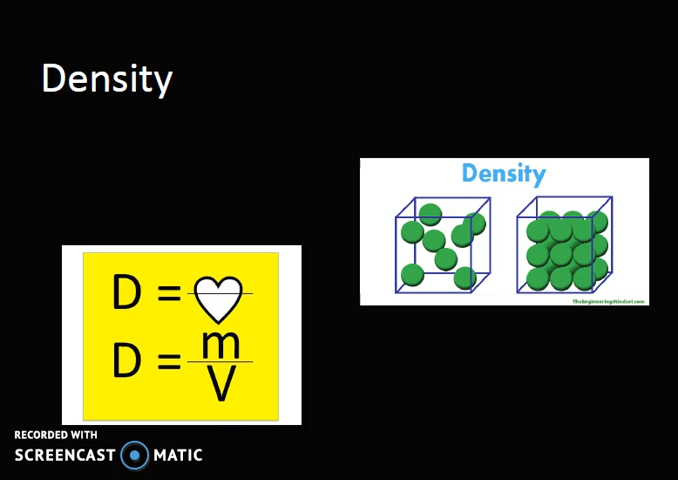 Density
Density
TheEngineeringMindset.com
D = ♡
D = m
V
RECORDED WITH
SCREENCAST MATIC